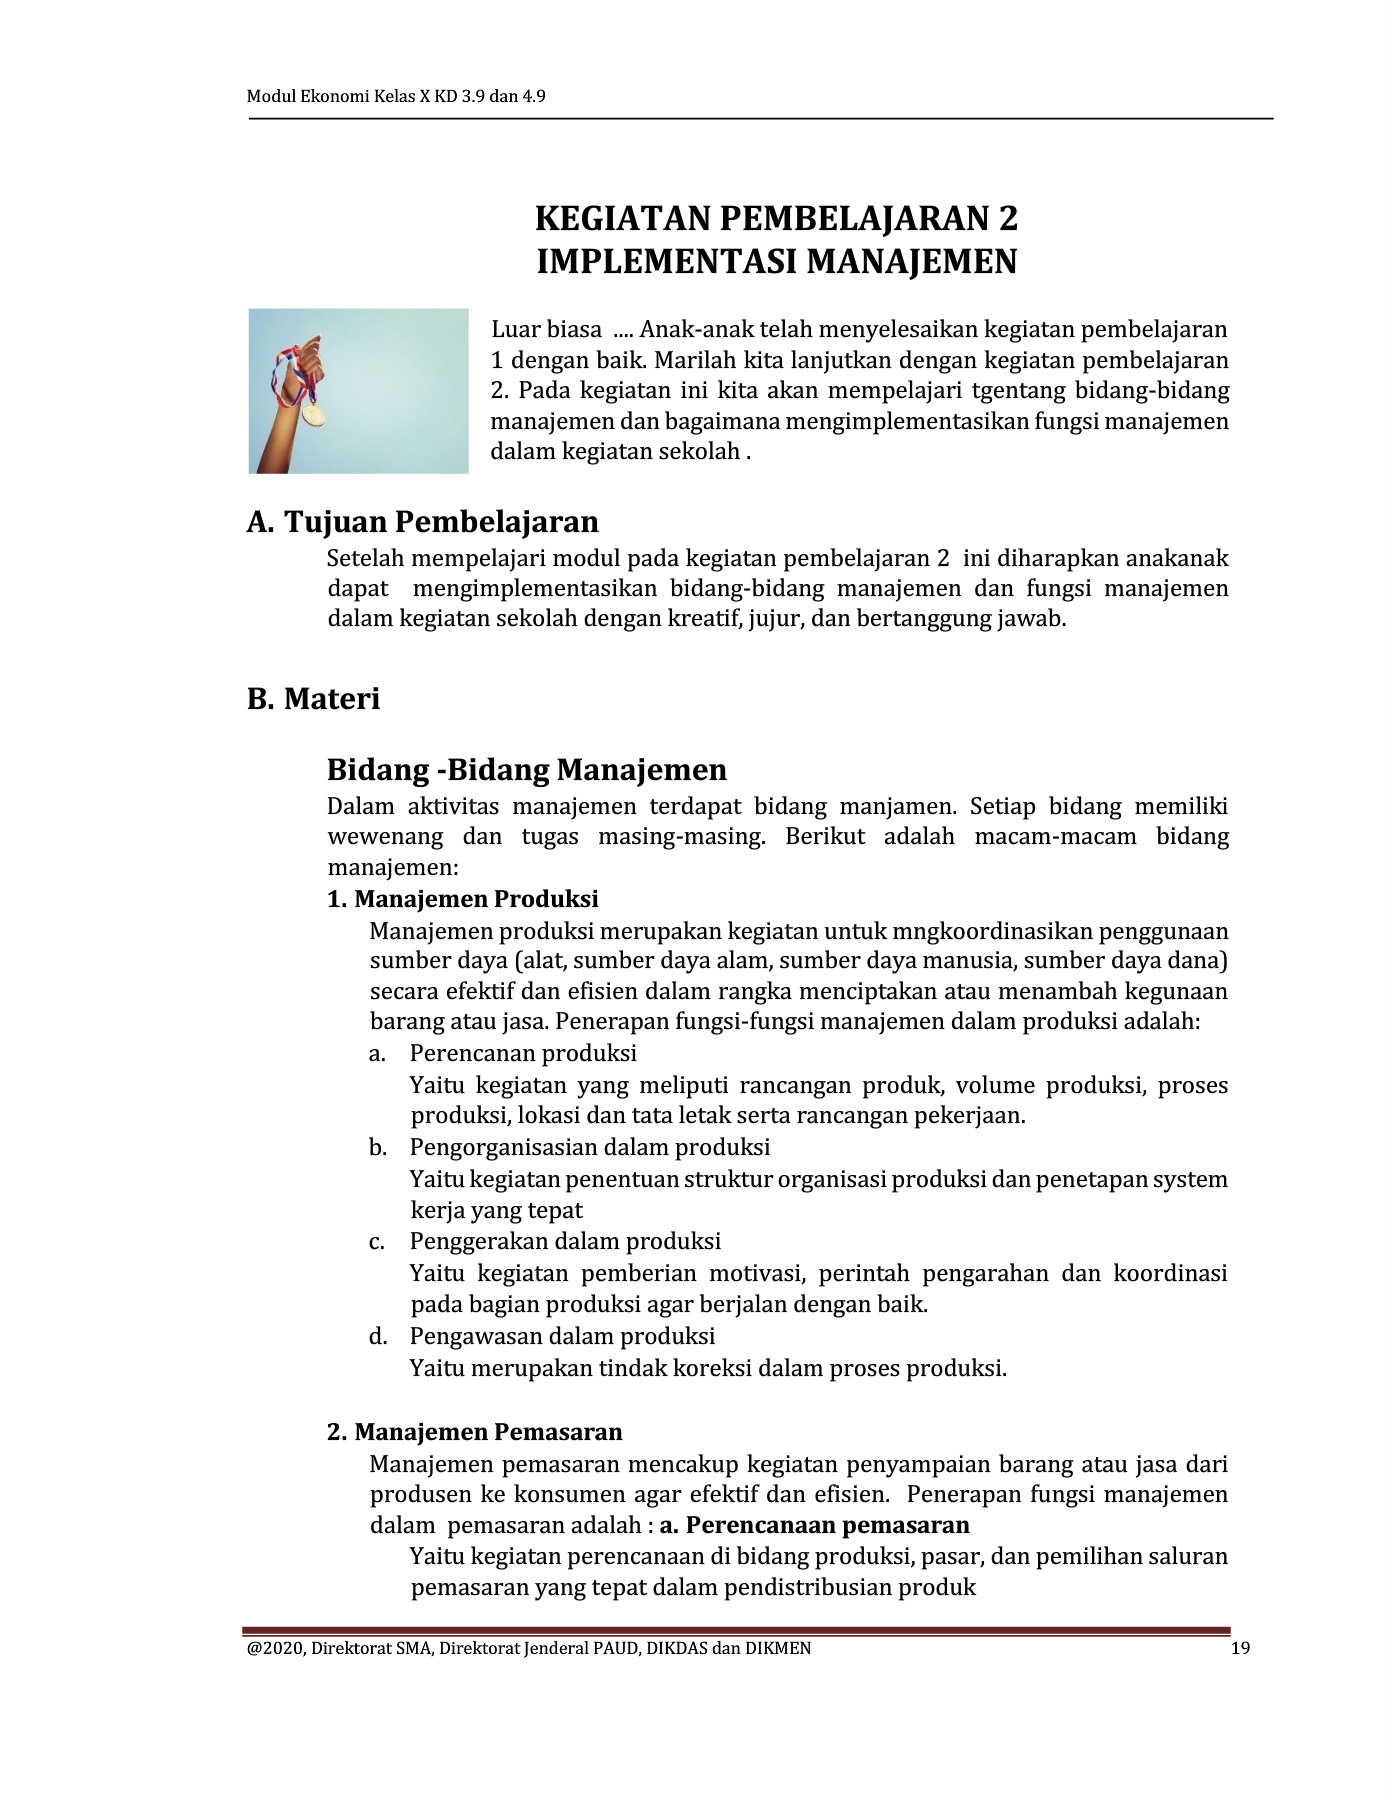 Modul Ekonomi Kelas X KD 3.9 dan 4.9
KEGIATAN PEMBELAJARAN 2
IMPLEMENTASI MANAJEMEN
Luar biasa  .... Anak-anak telah menyelesaikan kegiatan pembelajaran
1 dengan baik. Marilah kita lanjutkan dengan kegiatan pembelajaran
2. Pada kegiatan ini kita akan mempelajari tgentang bidang-bidang
manajemen dan bagaimana mengimplementasikan fungsi manajemen
dalam kegiatan sekolah .
A. Tujuan Pembelajaran
Setelah mempelajari modul pada kegiatan pembelajaran 2  ini diharapkan anakanak
dapat  mengimplementasikan bidang-bidang manajemen dan fungsi manajemen
dalam kegiatan sekolah dengan kreatif, jujur, dan bertanggung jawab.
B. Materi
Bidang -Bidang Manajemen
Dalam aktivitas manajemen terdapat bidang manjamen. Setiap bidang memiliki
wewenang dan tugas masing-masing. Berikut adalah macam-macam bidang
manajemen:
1. Manajemen Produksi
Manajemen produksi merupakan kegiatan untuk mngkoordinasikan penggunaan
sumber daya (alat, sumber daya alam, sumber daya manusia, sumber daya dana)
secara efektif dan efisien dalam rangka menciptakan atau menambah kegunaan
barang atau jasa. Penerapan fungsi-fungsi manajemen dalam produksi adalah:
a. Perencanan produksi
Yaitu kegiatan yang meliputi rancangan produk, volume produksi, proses
produksi, lokasi dan tata letak serta rancangan pekerjaan.
b. Pengorganisasian dalam produksi
Yaitu kegiatan penentuan struktur organisasi produksi dan penetapan system
kerja yang tepat
c. Penggerakan dalam produksi
Yaitu kegiatan pemberian motivasi, perintah pengarahan dan koordinasi
pada bagian produksi agar berjalan dengan baik.
d. Pengawasan dalam produksi
Yaitu merupakan tindak koreksi dalam proses produksi.
2. Manajemen Pemasaran
Manajemen pemasaran mencakup kegiatan penyampaian barang atau jasa dari
produsen ke konsumen agar efektif dan efisien.  Penerapan fungsi manajemen
dalam  pemasaran adalah : a. Perencanaan pemasaran
Yaitu kegiatan perencanaan di bidang produksi, pasar, dan pemilihan saluran
pemasaran yang tepat dalam pendistribusian produk
@2020, Direktorat SMA, Direktorat Jenderal PAUD, DIKDAS dan DIKMEN 19